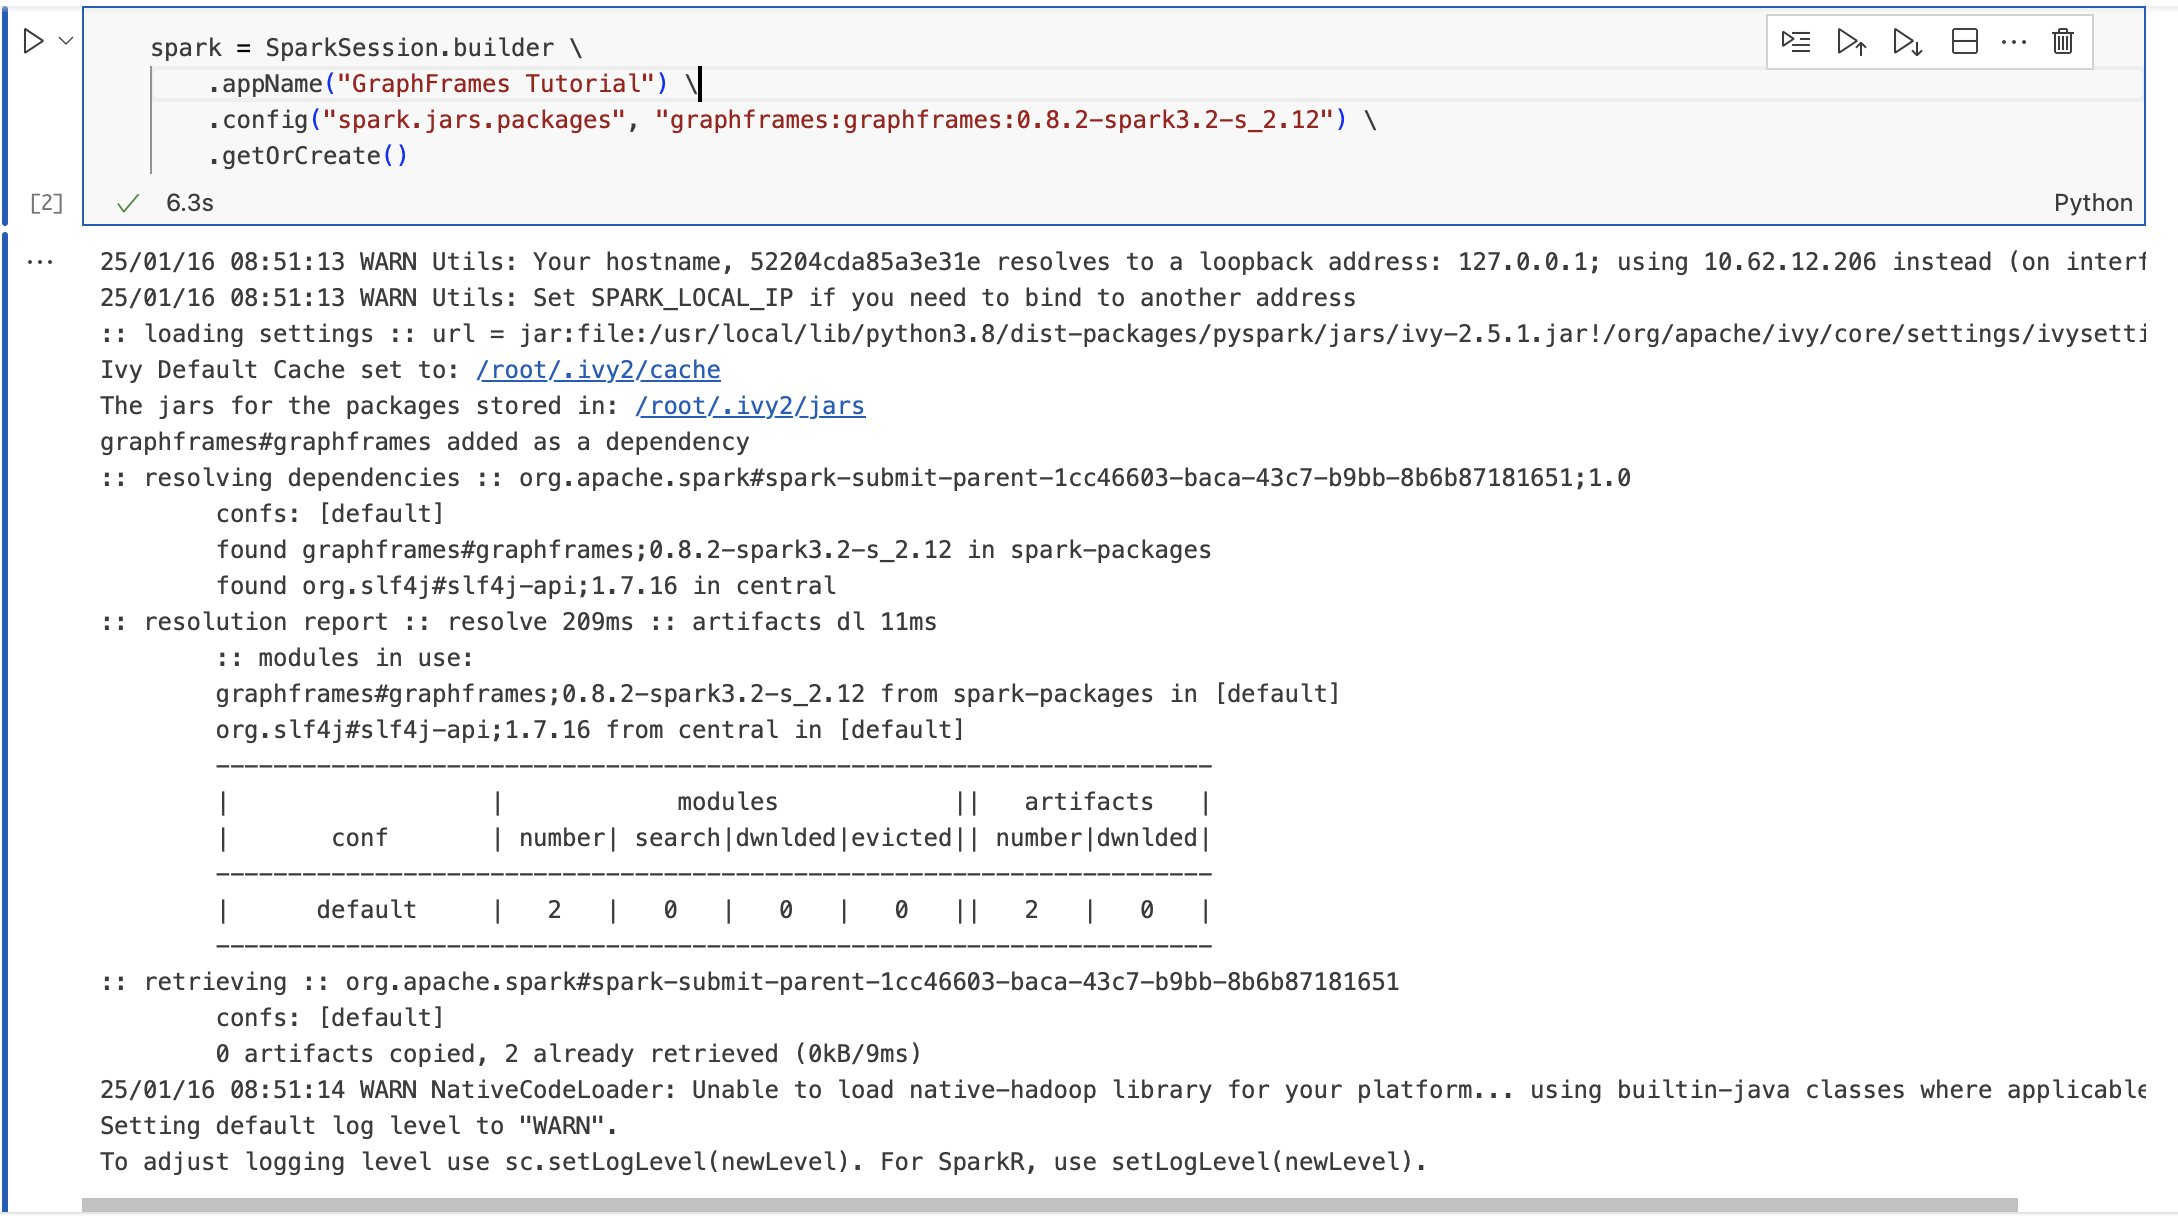 spark = SparkSession.builder \
    .appName("GraphFrames Tutorial") \
    .config("spark.jars.packages", "graphframes:graphframes:0.8.2-spark3.2-s_2.12") \
    .getOrCreate()
[2] 6.3s Python
25/01/16 08:51:13 WARN Utils: Your hostname, 52204cda85a3e31e resolves to a loopback address: 127.0.0.1; using 10.62.12.206 instead (on interf
25/01/16 08:51:13 WARN Utils: Set SPARK_LOCAL_IP if you need to bind to another address
:: loading settings :: url = jar:file:/usr/local/lib/python3.8/dist-packages/pyspark/jars/ivy-2.5.1.jar!/org/apache/ivy/core/settings/ivysetti
Ivy Default Cache set to: /root/.ivy2/cache
The jars for the packages stored in: /root/.ivy2/jars
graphframes#graphframes added as a dependency
:: resolving dependencies :: org.apache.spark#spark-submit-parent-1cc46603-baca-43c7-b9bb-8b6b87181651;1.0
        confs: [default]
        found graphframes#graphframes;0.8.2-spark3.2-s_2.12 in spark-packages
        found org.slf4j#slf4j-api;1.7.16 in central
:: resolution report :: resolve 209ms :: artifacts dl 11ms
        :: modules in use:
        graphframes#graphframes;0.8.2-spark3.2-s_2.12 from spark-packages in [default]
        org.slf4j#slf4j-api;1.7.16 from central in [default]
        ---------------------------------------------------------------------
        |                  |            modules            ||   artifacts   |
        |       conf       | number| search|dwnlded|evicted|| number|dwnlded|
        ---------------------------------------------------------------------
        |      default     |   2   |   0   |   0   |   0   ||   2   |   0   |
        ---------------------------------------------------------------------
:: retrieving :: org.apache.spark#spark-submit-parent-1cc46603-baca-43c7-b9bb-8b6b87181651
        confs: [default]
        0 artifacts copied, 2 already retrieved (0kB/9ms)
25/01/16 08:51:14 WARN NativeCodeLoader: Unable to load native-hadoop library for your platform... using builtin-java classes where applicable
Setting default log level to "WARN".
To adjust logging level use sc.setLogLevel(newLevel). For SparkR, use setLogLevel(newLevel).